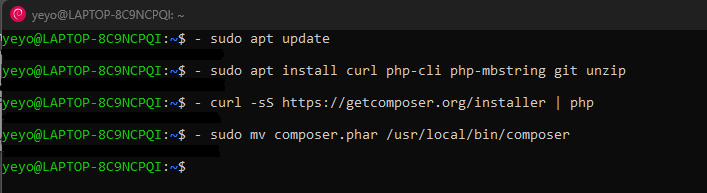 yeyo@LAPTOP-8C9NCPQI: ~
yeyo@LAPTOP-8C9NCPQI:~$ - sudo apt update
yeyo@LAPTOP-8C9NCPQI:~$ - sudo apt install curl php-cli php-mbstring git unzip
yeyo@LAPTOP-8C9NCPQI:~$ - curl -sS https://getcomposer.org/installer | php
yeyo@LAPTOP-8C9NCPQI:~$ - sudo mv composer.phar /usr/local/bin/composer
yeyo@LAPTOP-8C9NCPQI:~$